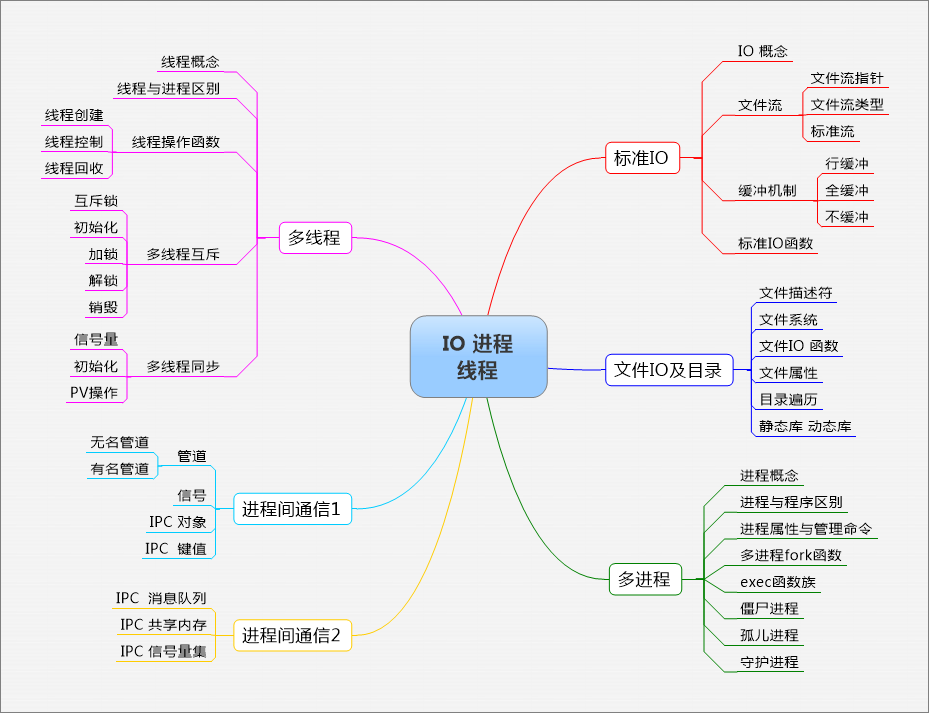 IO 进程
线程
标准IO
IO 概念
文件流
文件流指针
文件流类型
标准流
缓冲机制
行缓冲
全缓冲
不缓冲
标准IO函数
文件IO及目录
文件描述符
文件系统
文件IO 函数
文件属性
目录遍历
静态库 动态库
多进程
进程概念
进程与程序区别
进程属性与管理命令
多进程fork函数
exec函数族
僵尸进程
孤儿进程
守护进程
多线程
线程概念
线程与进程区别
线程操作函数
线程创建
线程控制
线程回收
多线程互斥
互斥锁
初始化
加锁
解锁
销毁
多线程同步
信号量
初始化
PV操作
进程间通信1
管道
无名管道
有名管道
信号
IPC 对象
IPC  键值
进程间通信2
IPC  消息队列
IPC 共享内存
IPC 信号量集